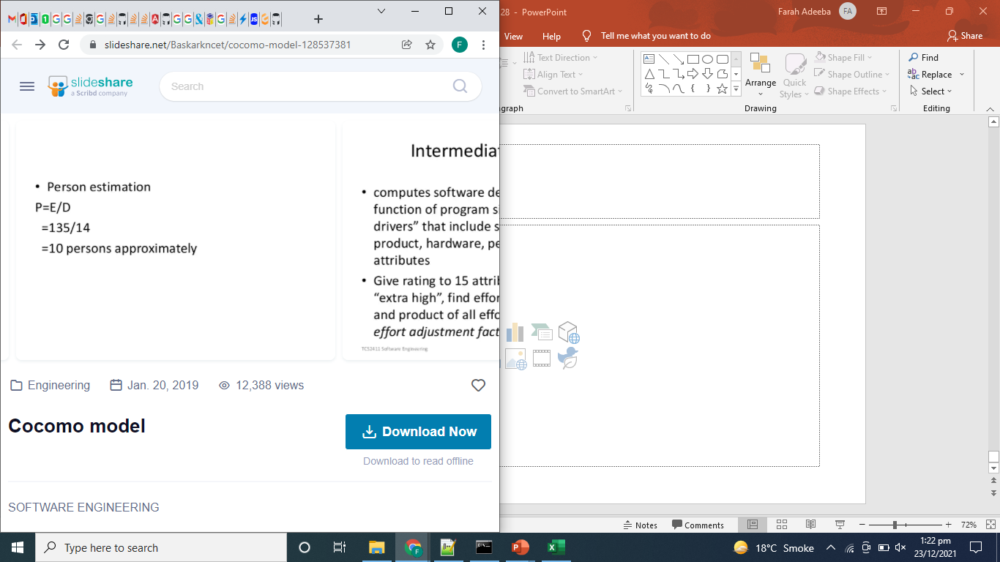 28 - PowerPoint
Farah Adeeba
FA
slideshare.net/Baskarkncet/cocomo-model-128537381
F
View
Help
Tell me what you want to do
Share
Text Direction
Align Text
Convert to SmartArt
Arrange
Quick
Styles
Shape Fill
Shape Outline
Shape Effects
Find
Replace
Select
agraph
Drawing
Editing
slideshare
a Scribd company
Search
• Person estimation
P=E/D
=135/14
=10 persons approximately
Intermediat
• computes software de
function of program si
drivers” that include s
product, hardware, pe
attributes
• Give rating to 15 attrib
“extra high”, find effor
and product of all effo
effort adjustment fact
TCS2411 Software Engineering
Engineering
Jan. 20, 2019
12,388 views
Cocomo model
Download Now
Download to read offline
SOFTWARE ENGINEERING
Notes
Comments
72%
Type here to search
18°C Smoke
1:22 pm
23/12/2021